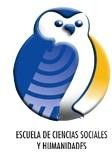 ESCUELA DE CIENCIAS SOCIALES
Y HUMANIDADES